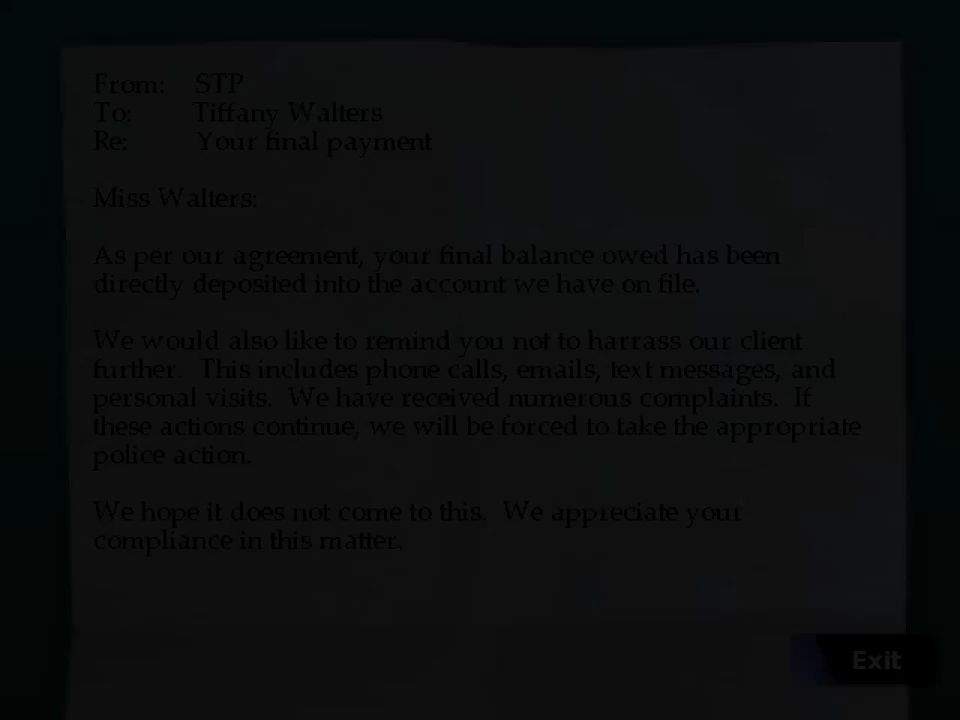 From: STP
To: Tiffany Walters
Re: Your final payment
Miss Walters:
As per our agreement, your final balance owed has been
directly deposited into the account we have on file.
We would also like to remind you not to harrass our client
further. This includes phone calls, emails, text messages, and
personal visits. We have received numerous complaints. If
these actions continue, we will be forced to take the appropriate
police action.
We hope it does not come to this. We appreciate your
compliance in this matter.
Exit